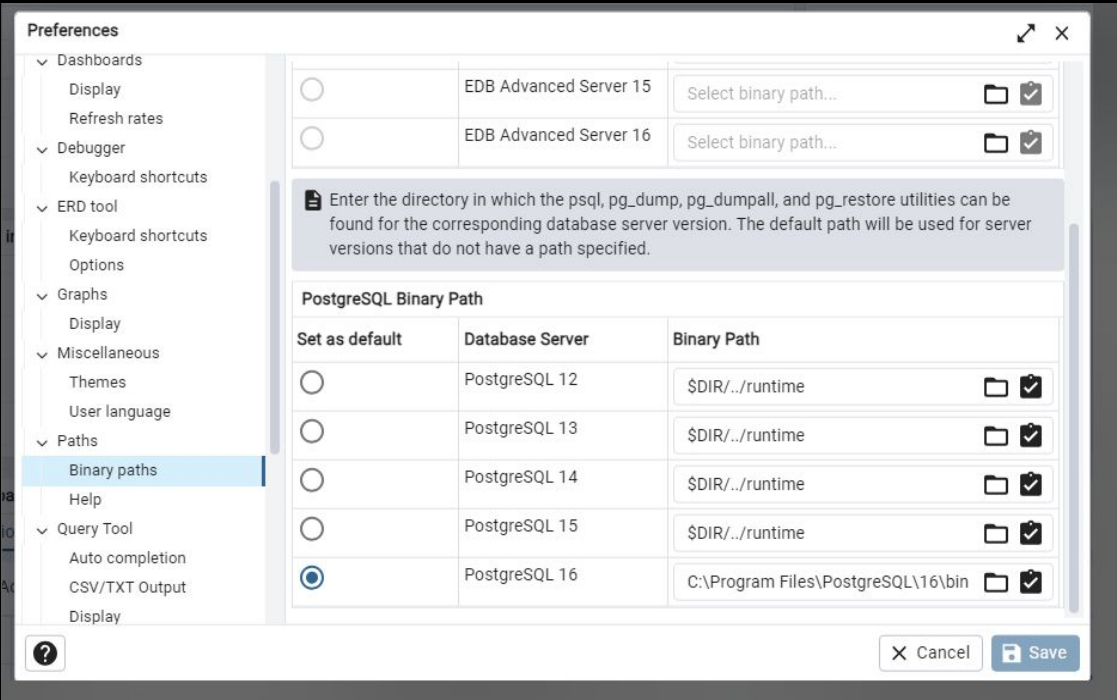 Preferences
Dashboards
Display
Refresh rates
Debugger
Keyboard shortcuts
ERD tool
Keyboard shortcuts
Options
Graphs
Display
Miscellaneous
Themes
User language
Paths
Binary paths
Help
Query Tool
Auto completion
CSV/TXT Output
Display
EDB Advanced Server 15
Select binary path...
EDB Advanced Server 16
Select binary path...
Enter the directory in which the psql, pg_dump, pg_dumpall, and pg_restore utilities can be
found for the corresponding database server version. The default path will be used for server
versions that do not have a path specified.
PostgreSQL Binary Path
Set as default Database Server Binary Path
PostgreSQL 12 $DIR/../runtime
PostgreSQL 13 $DIR/../runtime
PostgreSQL 14 $DIR/../runtime
PostgreSQL 15 $DIR/../runtime
PostgreSQL 16 C:\Program Files\PostgreSQL\16\bin
? Cancel Save